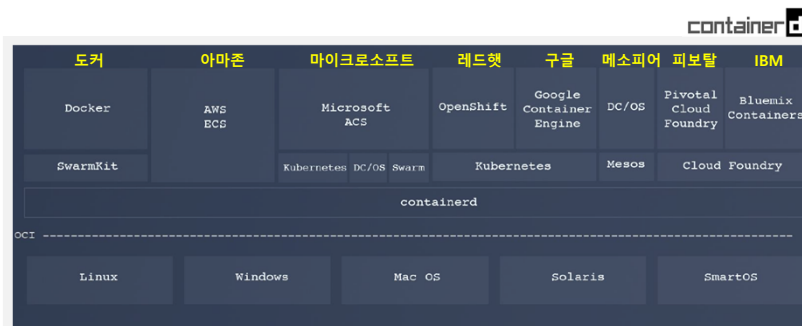 containerd
도커 아마존 마이크로소프트 레드햇 구글 메소피어 피보탈 IBM
Docker
AWS
ECS
Microsoft
ACS
OpenShift
Google
Container
Engine
DC/OS
Pivotal
Cloud
Foundry
Bluemix
Containers
SwarmKit
Kubernetes DC/OS Swarm
Kubernetes
Mesos
Cloud Foundry
containerd
OCI
Linux
Windows
Mac OS
Solaris
SmartOS